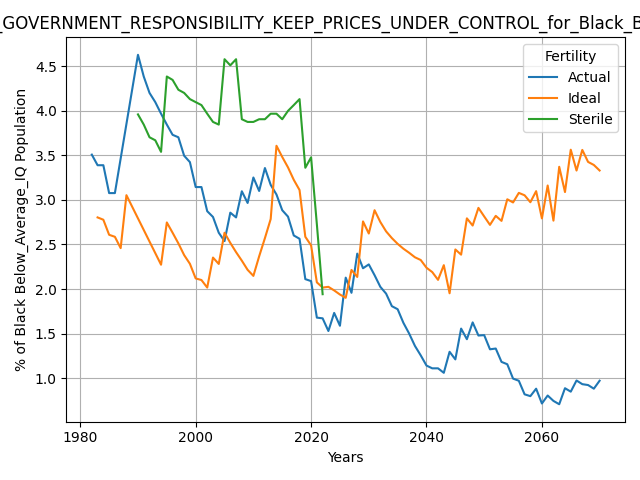 _GOVERNMENT_RESPONSIBILITY_KEEP_PRICES_UNDER_CONTROL_for_Black_B
Fertility
Actual
Ideal
Sterile
% of Black Below_Average_IQ Population
4.5
4.0
3.5
3.0
2.5
2.0
1.5
1.0
1980
2000
2020
2040
2060
Years